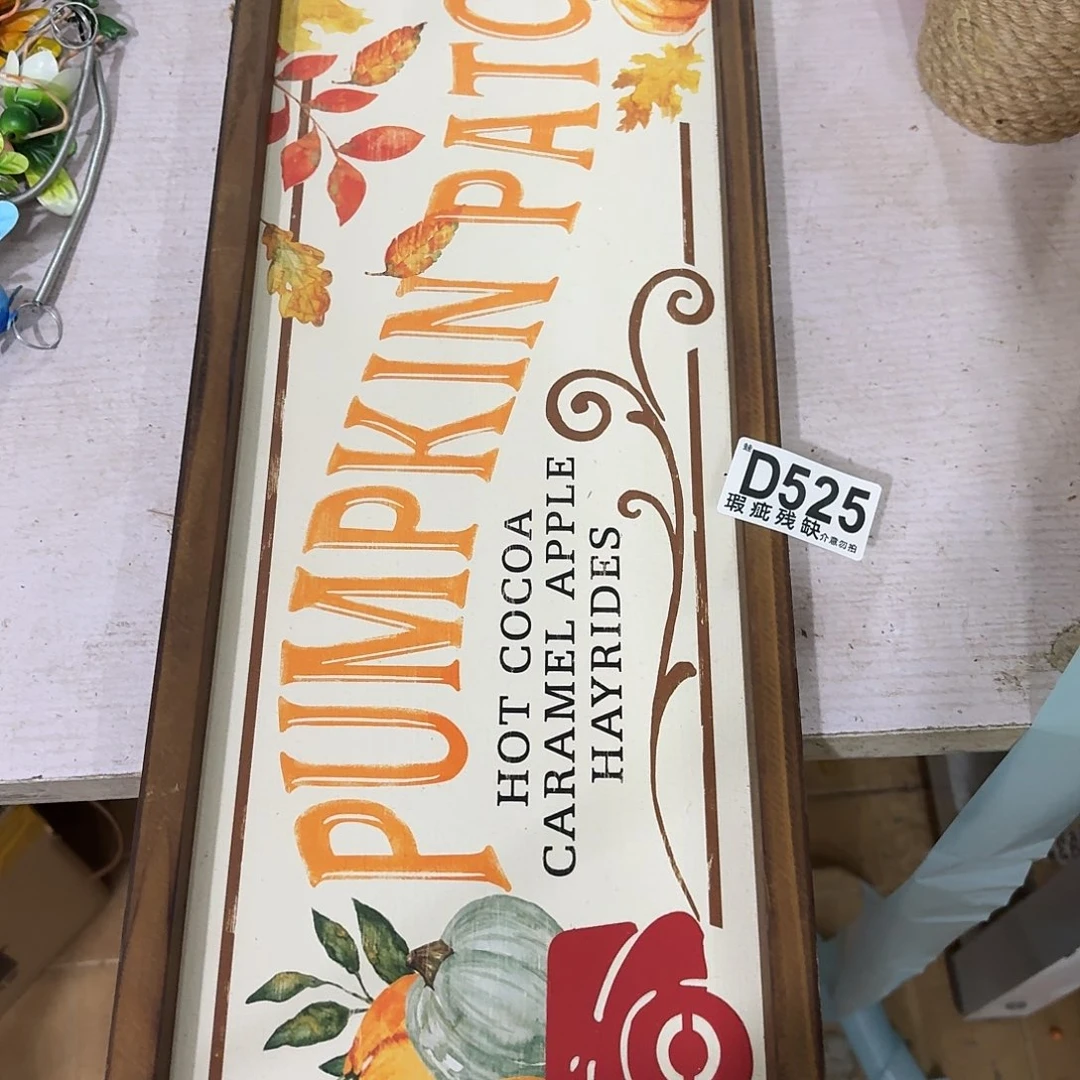 PUMPKIN PATC
HOT COCOA
CARAMEL APPLE
HAYRIDES
D525
瑕疵残缺介意勿拍